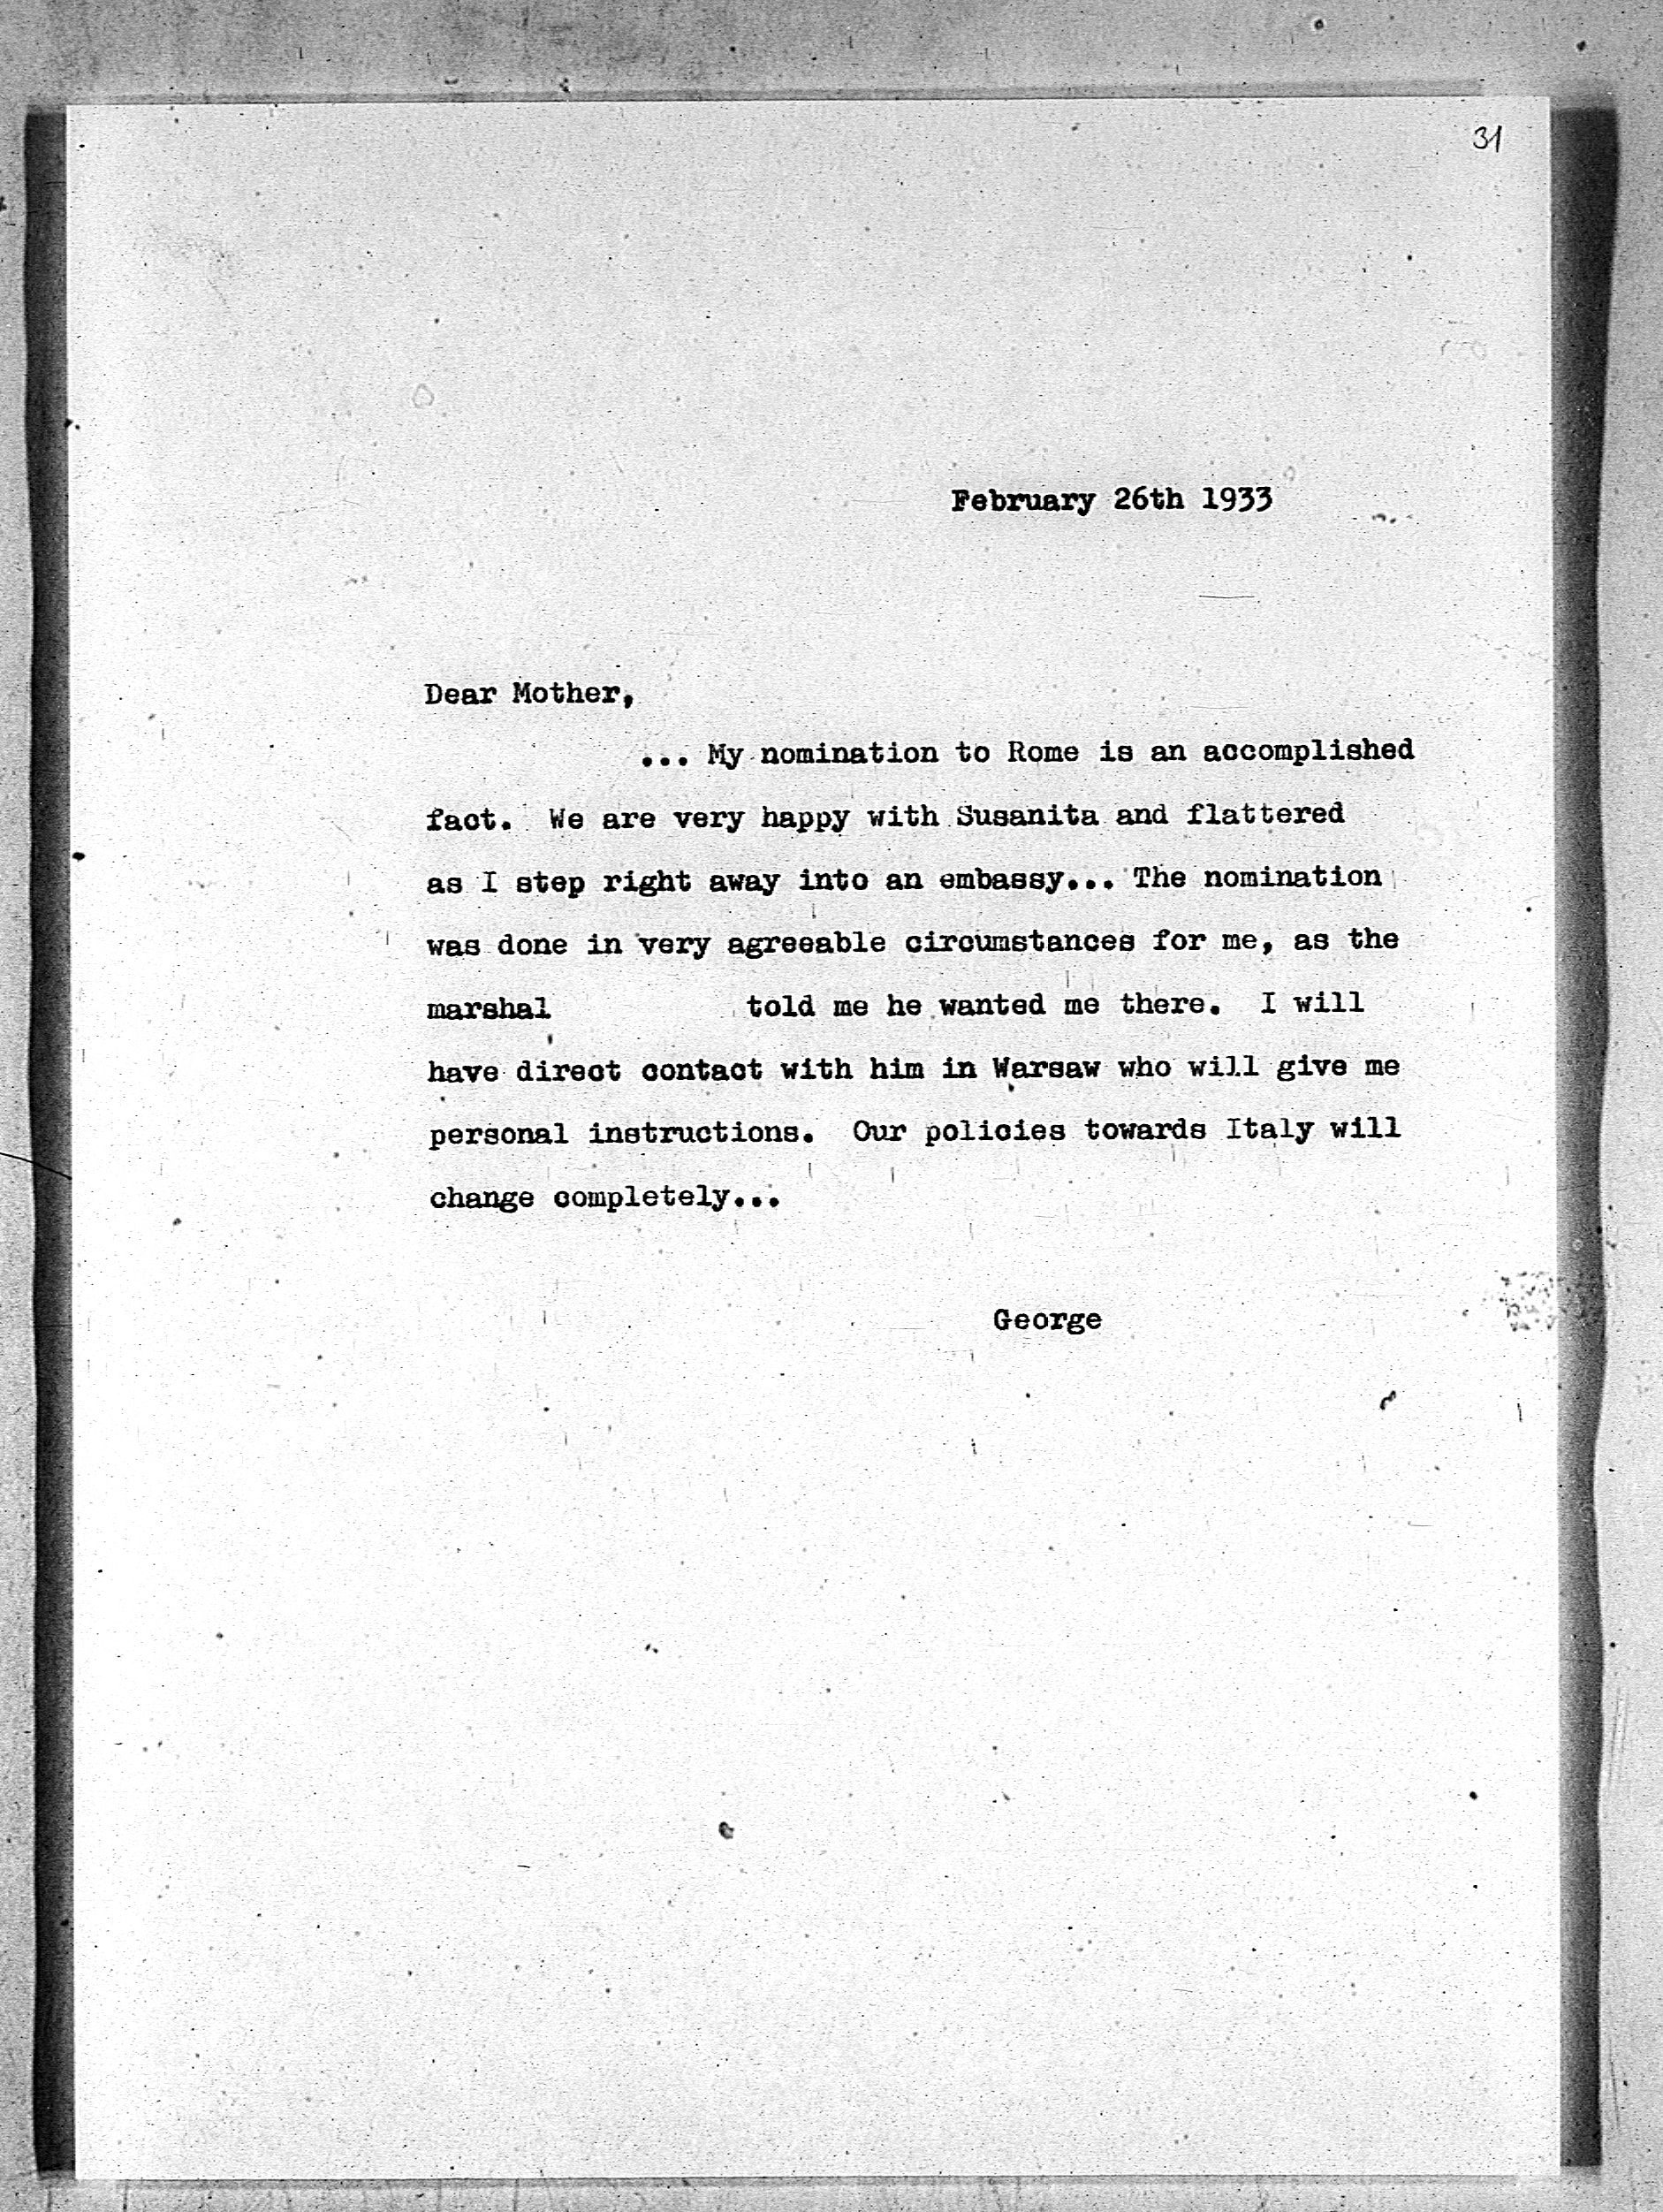 31
February 26th 1933
Dear Mother,
... My nomination to Rome is an accomplished
fact. We are very happy with Susanita and flattered
as I step right away into an embassy... The nomination
was done in very agreeable circumstances for me, as the
marshal told me he wanted me there. I will
have direct contact with him in Warsaw who will give me
personal instructions. Our policies towards Italy will
change completely...
George